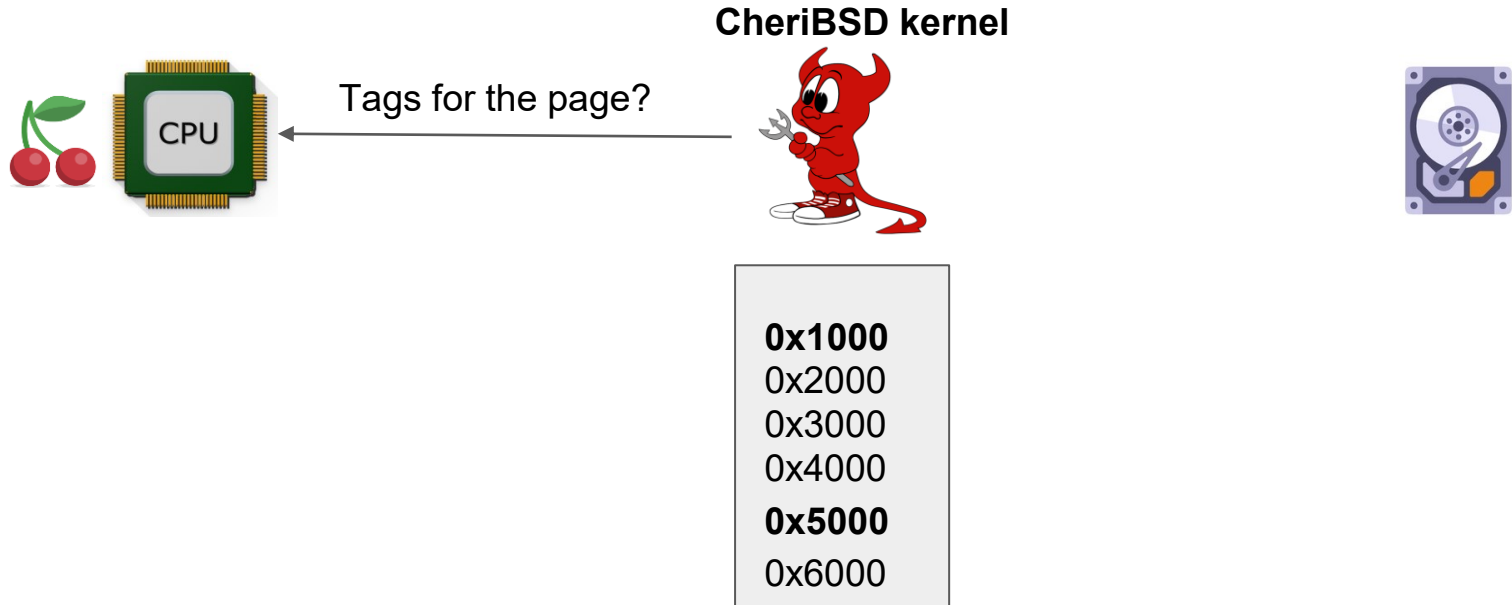 CheriBSD kernel
Tags for the page?
CPU
0x1000
0x2000
0x3000
0x4000
0x5000
0x6000